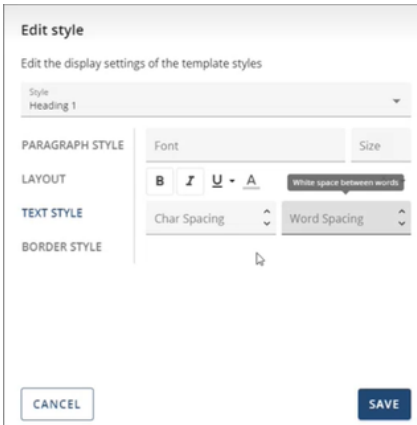 Edit style
Edit the display settings of the template styles
Style
Heading 1
PARAGRAPH STYLE
Font
Size
LAYOUT
B I U A
White space between words
TEXT STYLE
Char Spacing
Word Spacing
BORDER STYLE
CANCEL
SAVE